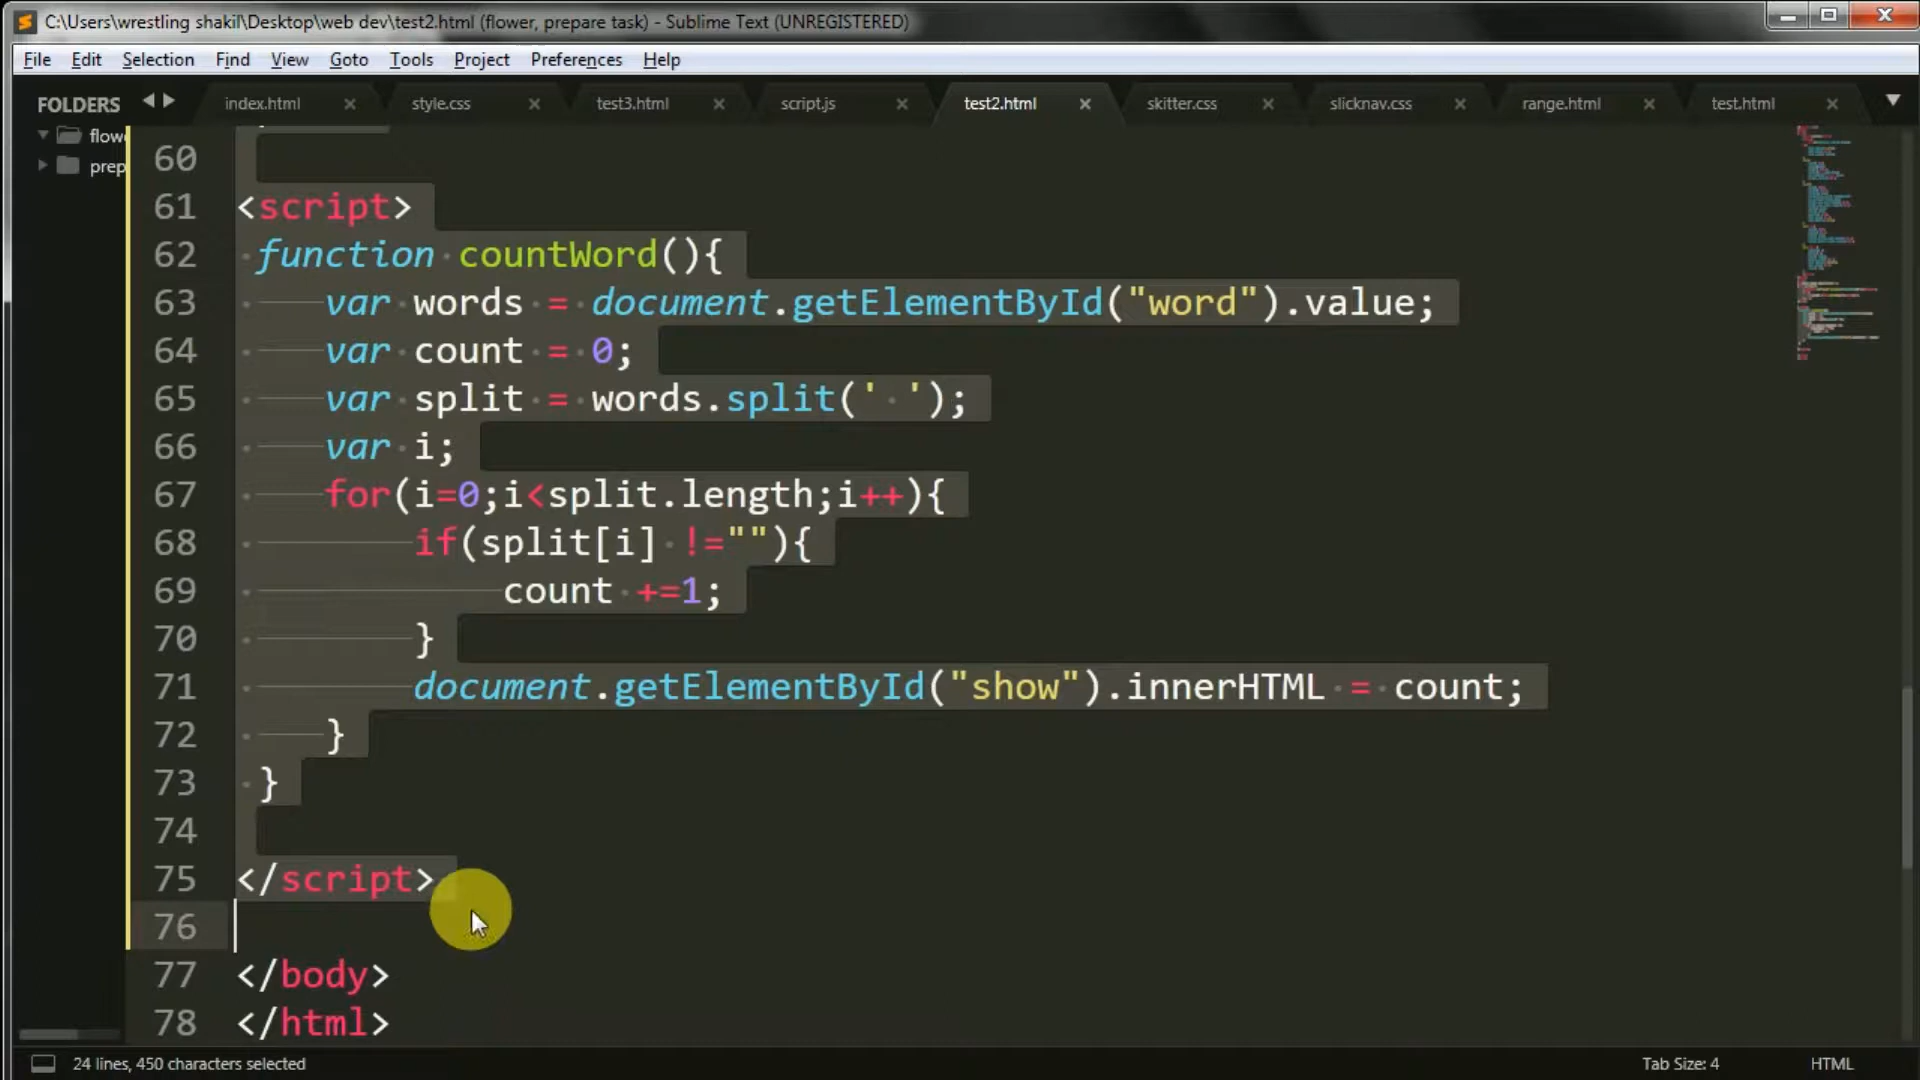 C:\Users\wrestling shakil\Desktop\web dev\test2.html (flower, prepare task) - Sublime Text (UNREGISTERED)
File Edit Selection Find View Goto Tools Project Preferences Help
FOLDERS
index.html style.css test3.html script.js test2.html skitter.css slicknav.css range.html test.html
flowe
prep
60
61 <script>
62 function countWord(){
63 var words = document.getElementById("word").value;
64 var count = 0;
65 var split = words.split(' ');
66 var i;
67 for(i=0;i<split.length;i++){
68 if(split[i] !=""){
69 count +=1;
70 }
71 document.getElementById("show").innerHTML = count;
72 }
73 }
74
75 </script>
76
77 </body>
78 </html>
24 lines, 450 characters selected
Tab Size: 4
HTML